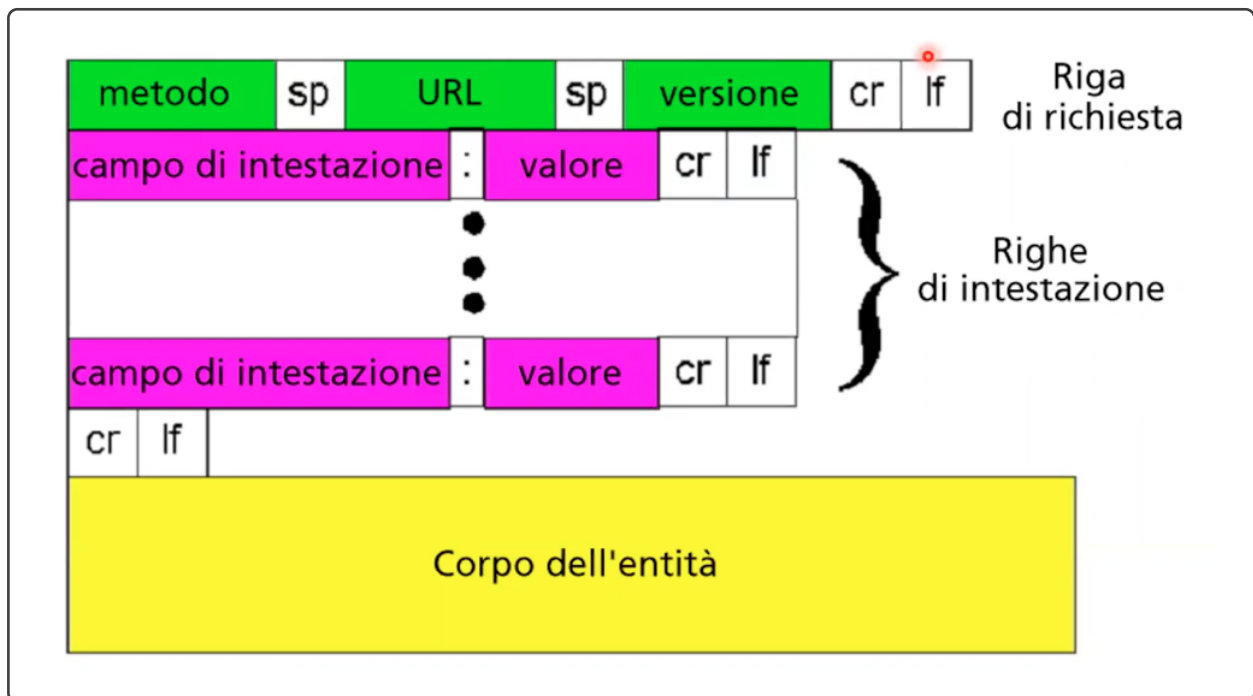 metodo sp URL sp versione cr lf
Riga
di richiesta
campo di intestazione : valore cr lf
Righe
di intestazione
campo di intestazione : valore cr lf
cr lf
Corpo dell'entità